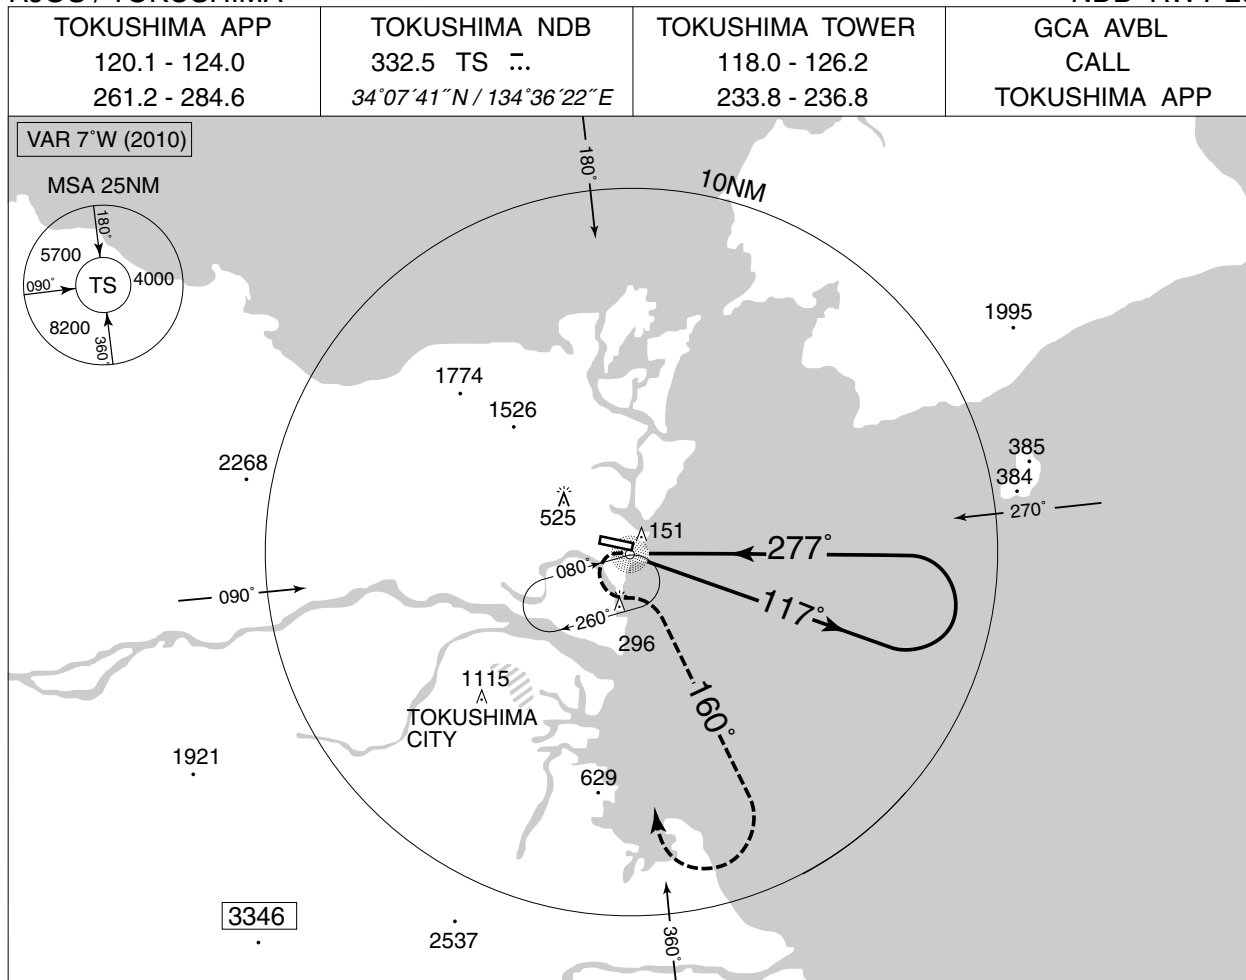 TOKUSHIMA APP
120.1 - 124.0
261.2 - 284.6
TOKUSHIMA NDB
332.5 TS
34°07´41˝N / 134°36´22˝E
TOKUSHIMA TOWER
118.0 - 126.2
233.8 - 236.8
GCA AVBL
CALL
TOKUSHIMA APP
VAR 7°W (2010)
MSA 25NM
180°
5700
090°
TS
4000
8200
360°
180°
10NM
1995
1774
1526
2268
385
384
525
151
270°
277°
080°
090°
117°
260°
296
1115
TOKUSHIMA
CITY
160°
1921
629
3346
2537
360°